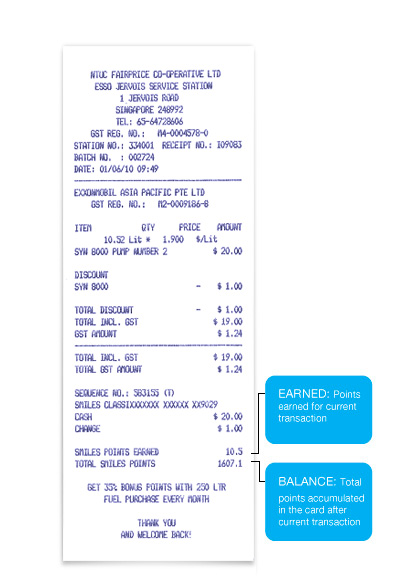 NTUC FAIRPRICE CO-OPERATIVE LTD
ESSO JERVOIS SERVICE STATION
1 JERVOIS ROAD
SINGAPORE 248992
TEL: 65-64728606
GST REG. NO.: M4-0004578-0
STATION NO.: 334001 RECEIPT NO.: 109083
BATCH NO. : 002724
DATE: 01/06/10 09:49
EXXONMOBIL ASIA PACIFIC PTE LTD
GST REG. NO.: M2-0009186-8
ITEM QTY PRICE AMOUNT
10.52 Lit * 1.900 $/Lit
SYN 8000 PUMP NUMBER 2 $ 20.00
DISCOUNT
SYN 8000 - $ 1.00
TOTAL DISCOUNT - $ 1.00
TOTAL INCL. GST $ 19.00
GST AMOUNT $ 1.24
TOTAL INCL. GST $ 19.00
TOTAL GST AMOUNT $ 1.24
SEQUENCE NO.: 583155 (T)
SMILES CLASSIXXXXXXX XXXXXX XX9029
CASH $ 20.00
CHANGE $ 1.00
SMILES POINTS EARNED 10.5
TOTAL SMILES POINTS 1607.1
GET 35% BONUS POINTS WITH 250 LTR
FUEL PURCHASE EVERY MONTH
THANK YOU
AND WELCOME BACK!
EARNED: Points
earned for current
transaction
BALANCE: Total
points accumulated
in the card after
current transaction